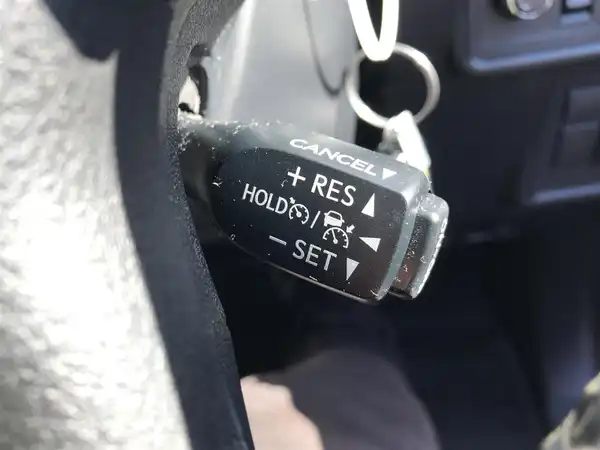 CANCEL▼
+ RES ▲
HOLD /
− SET ▼